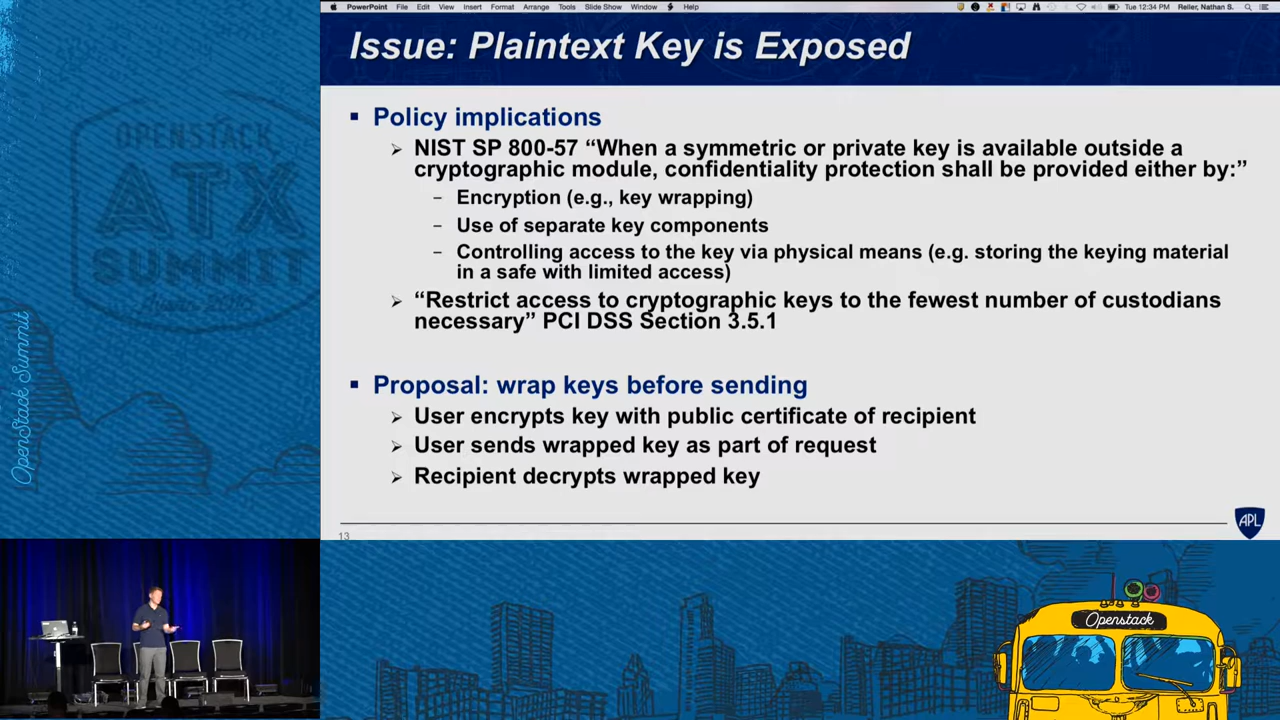 PowerPoint File Edit View Insert Format Arrange Tools Slide Show Window Help Tue 12:34 PM Reller, Nathan S.
Issue: Plaintext Key is Exposed
▪ Policy implications
➢ NIST SP 800-57 “When a symmetric or private key is available outside a
cryptographic module, confidentiality protection shall be provided either by:”
− Encryption (e.g., key wrapping)
− Use of separate key components
− Controlling access to the key via physical means (e.g. storing the keying material
in a safe with limited access)
➢ “Restrict access to cryptographic keys to the fewest number of custodians
necessary” PCI DSS Section 3.5.1
▪ Proposal: wrap keys before sending
➢ User encrypts key with public certificate of recipient
➢ User sends wrapped key as part of request
➢ Recipient decrypts wrapped key
13
APL
OPENSTACK
ATX
SUMMIT
OpenStack Summit
Openstack